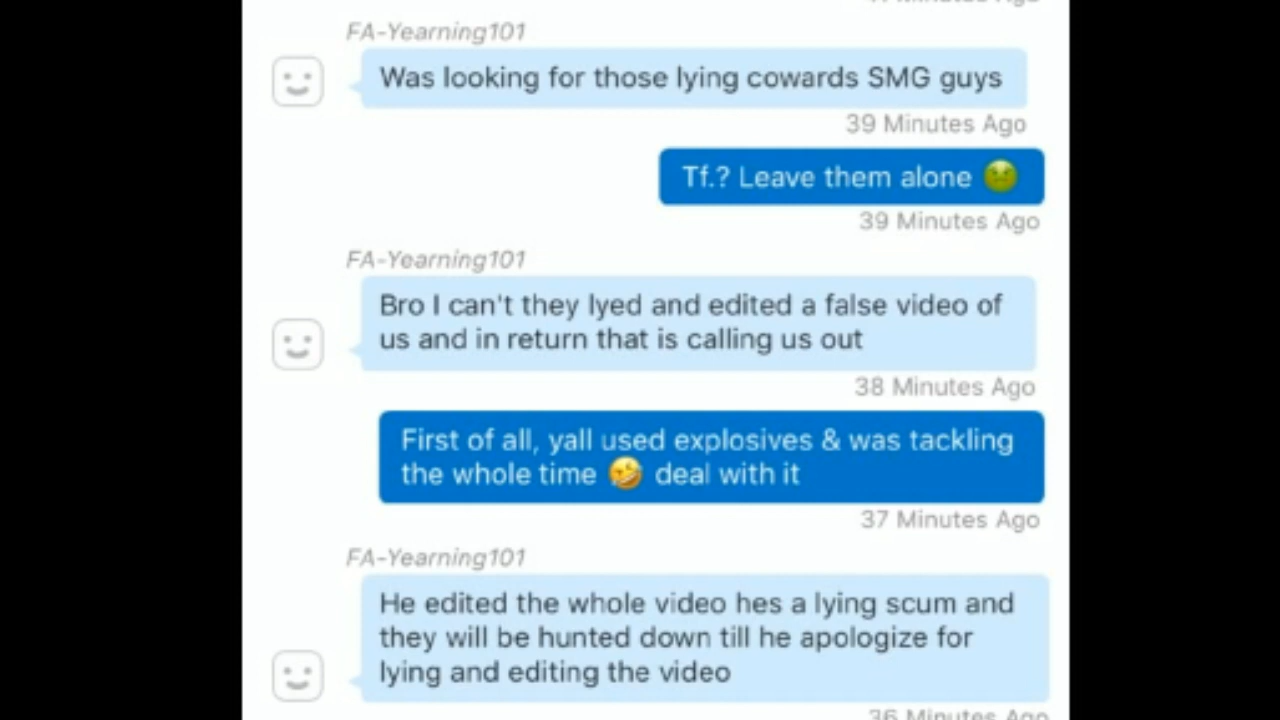 FA-Yearning101
Was looking for those lying cowards SMG guys
39 Minutes Ago
Tf.? Leave them alone 🤢
39 Minutes Ago
FA-Yearning101
Bro I can't they lyed and edited a false video of
us and in return that is calling us out
38 Minutes Ago
First of all, yall used explosives & was tackling
the whole time 🤣 deal with it
37 Minutes Ago
FA-Yearning101
He edited the whole video hes a lying scum and
they will be hunted down till he apologize for
lying and editing the video
36 Minutes Ago